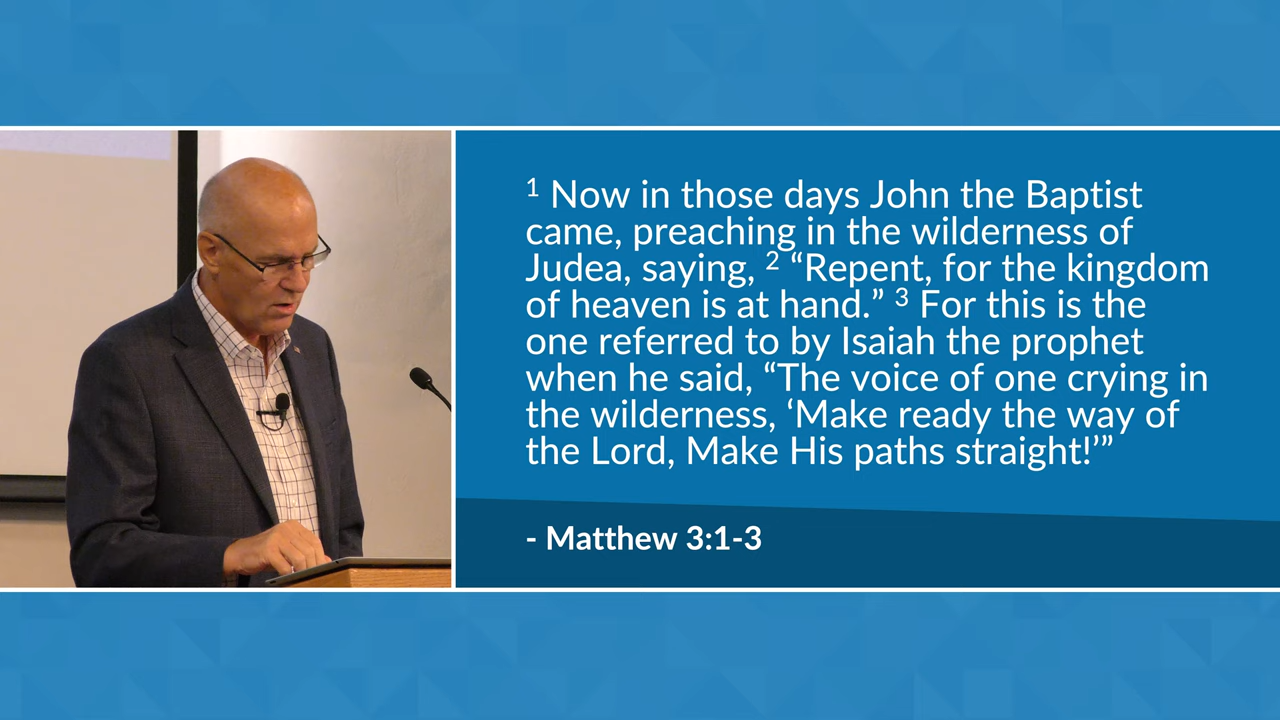 1 Now in those days John the Baptist
came, preaching in the wilderness of
Judea, saying, 2 “Repent, for the kingdom
of heaven is at hand.” 3 For this is the
one referred to by Isaiah the prophet
when he said, “The voice of one crying in
the wilderness, ‘Make ready the way of
the Lord, Make His paths straight!’”
- Matthew 3:1-3